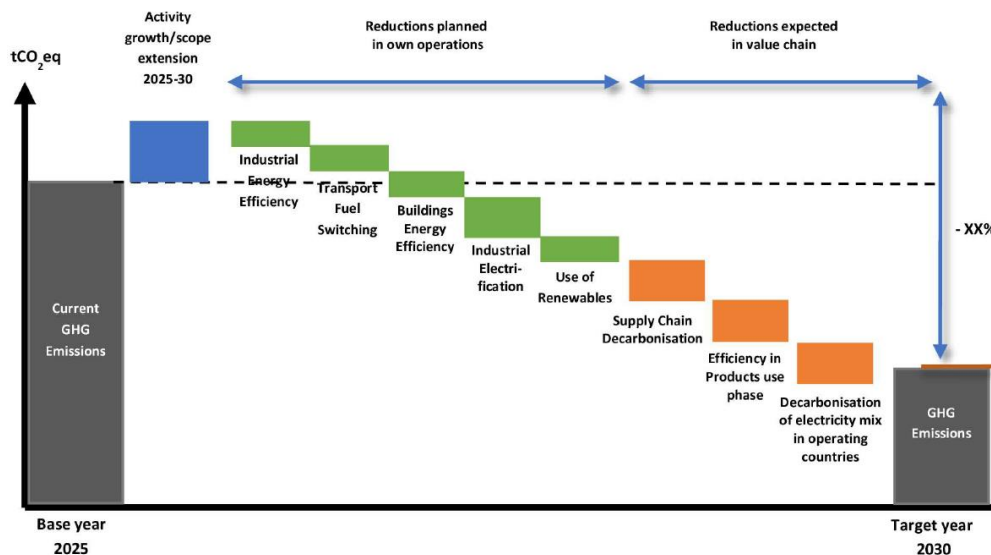 Activity
growth/scope
extension
2025-30
Reductions planned
in own operations
Reductions expected
in value chain
tCO₂eq
Industrial
Energy
Efficiency
Transport
Fuel
Switching
Buildings
Energy
Efficiency
Industrial
Electri-
fication
Use of
Renewables
Supply Chain
Decarbonisation
Efficiency in
Products use
phase
Decarbonisation
of electricity mix
in operating
countries
- XX%
Current
GHG
Emissions
GHG
Emissions
Base year
2025
Target year
2030